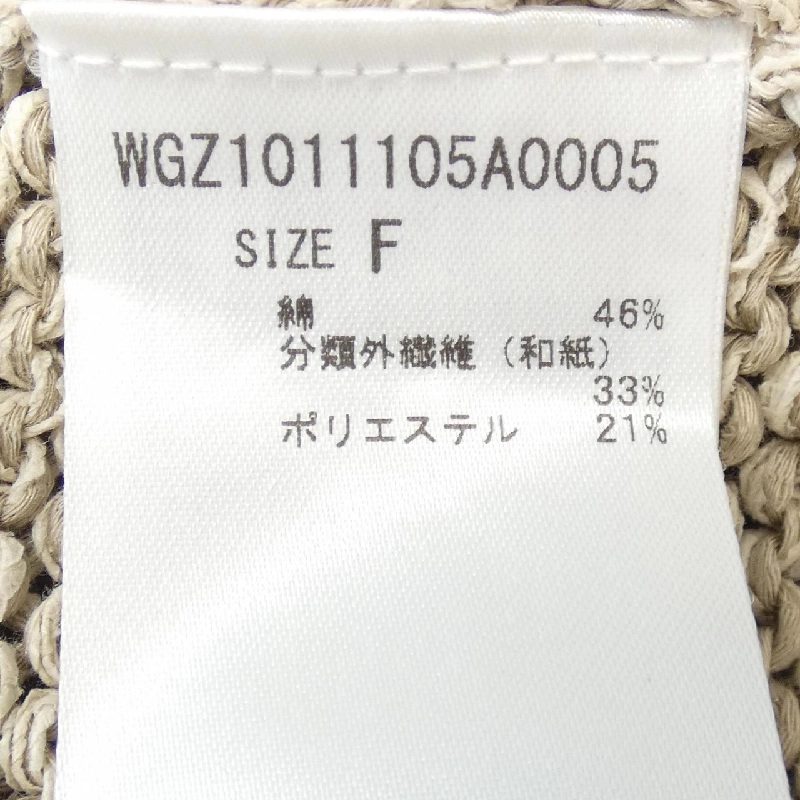 WGZ1011105A0005
SIZE F
綿 46%
分類外繊維（和紙）
33%
ポリエステル 21%